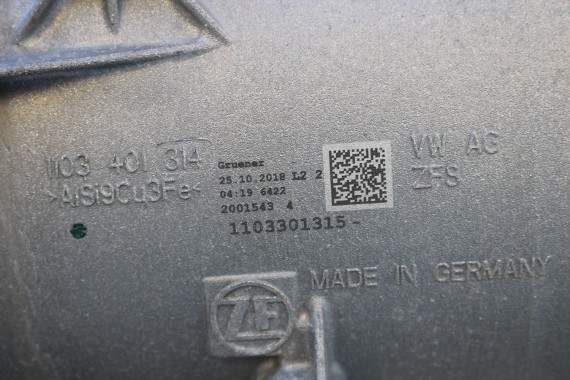 1103 401 314
>AlSi9Cu3Fe<
Gruener
25.10.2018 L2 2
04:19 6422
2001543 4
1103301315-
VW AG
ZFS
MADE IN GERMANY
ZF